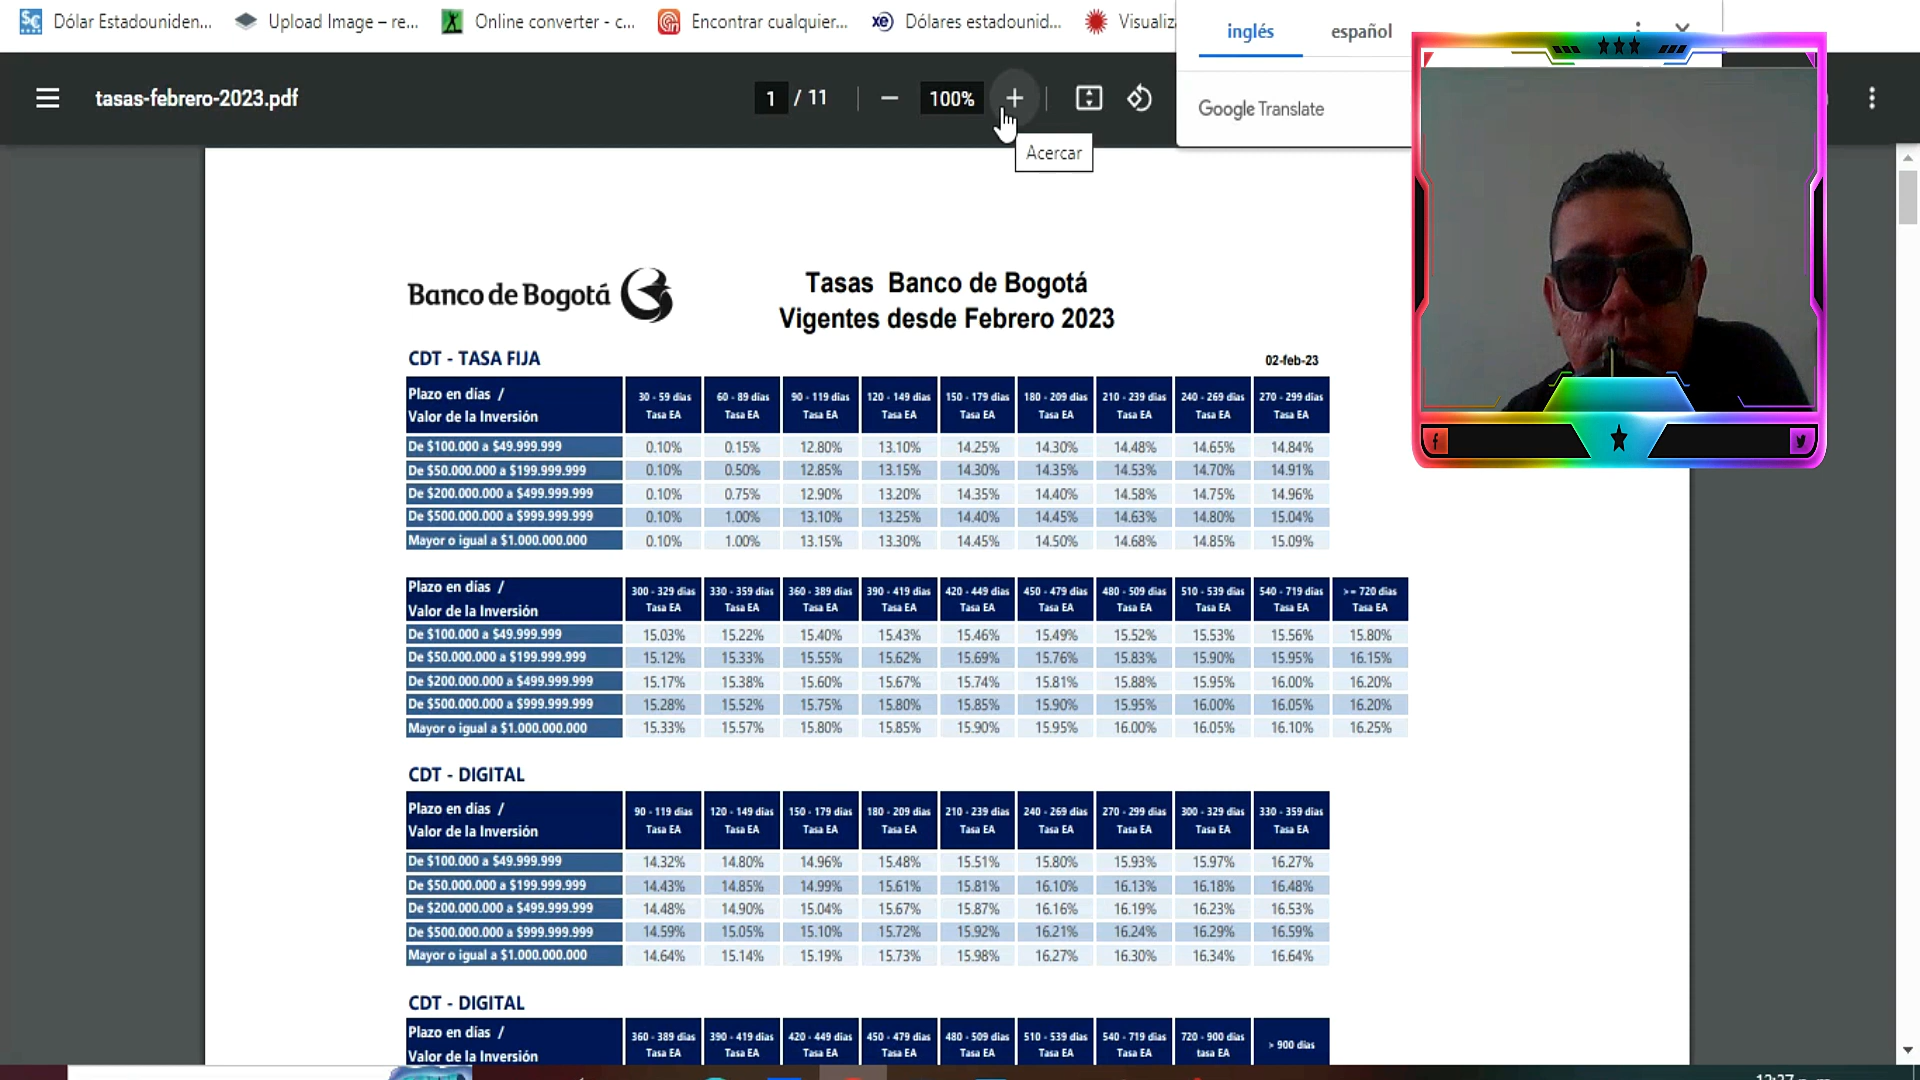 Dólar Estadouniden... Upload Image – re... Online converter - c... Encontrar cualquier... Dólares estadounid... Visualiz
inglés español
tasas-febrero-2023.pdf 1 / 11 100%
Google Translate
Acercar
Banco de Bogotá
Tasas Banco de Bogotá
Vigentes desde Febrero 2023
CDT - TASA FIJA 02-feb-23
Plazo en días / 30 - 59 días 60 - 89 días 90 - 119 días 120 - 149 días 150 - 179 días 180 - 209 días 210 - 239 días 240 - 269 días 270 - 299 días
Valor de la Inversión Tasa EA Tasa EA Tasa EA Tasa EA Tasa EA Tasa EA Tasa EA Tasa EA Tasa EA
De $100.000 a $49.999.999 0.10% 0.15% 12.80% 13.10% 14.25% 14.30% 14.48% 14.65% 14.84%
De $50.000.000 a $199.999.999 0.10% 0.50% 12.85% 13.15% 14.30% 14.35% 14.53% 14.70% 14.91%
De $200.000.000 a $499.999.999 0.10% 0.75% 12.90% 13.20% 14.35% 14.40% 14.58% 14.75% 14.96%
De $500.000.000 a $999.999.999 0.10% 1.00% 13.10% 13.25% 14.40% 14.45% 14.63% 14.80% 15.04%
Mayor o igual a $1.000.000.000 0.10% 1.00% 13.15% 13.30% 14.45% 14.50% 14.68% 14.85% 15.09%
Plazo en días / 300 - 329 días 330 - 359 días 360 - 389 días 390 - 419 días 420 - 449 días 450 - 479 días 480 - 509 días 510 - 539 días 540 - 719 días >= 720 días
Valor de la Inversión Tasa EA Tasa EA Tasa EA Tasa EA Tasa EA Tasa EA Tasa EA Tasa EA Tasa EA Tasa EA
De $100.000 a $49.999.999 15.03% 15.22% 15.40% 15.43% 15.46% 15.49% 15.52% 15.53% 15.56% 15.80%
De $50.000.000 a $199.999.999 15.12% 15.33% 15.55% 15.62% 15.69% 15.76% 15.83% 15.90% 15.95% 16.15%
De $200.000.000 a $499.999.999 15.17% 15.38% 15.60% 15.67% 15.74% 15.81% 15.88% 15.95% 16.00% 16.20%
De $500.000.000 a $999.999.999 15.28% 15.52% 15.75% 15.80% 15.85% 15.90% 15.95% 16.00% 16.05% 16.20%
Mayor o igual a $1.000.000.000 15.33% 15.57% 15.80% 15.85% 15.90% 15.95% 16.00% 16.05% 16.10% 16.25%
CDT - DIGITAL
Plazo en días / 90 - 119 días 120 - 149 días 150 - 179 días 180 - 209 días 210 - 239 días 240 - 269 días 270 - 299 días 300 - 329 días 330 - 359 días
Valor de la Inversión Tasa EA Tasa EA Tasa EA Tasa EA Tasa EA Tasa EA Tasa EA Tasa EA Tasa EA
De $100.000 a $49.999.999 14.32% 14.80% 14.96% 15.48% 15.51% 15.80% 15.93% 15.97% 16.27%
De $50.000.000 a $199.999.999 14.43% 14.85% 14.99% 15.61% 15.81% 16.10% 16.13% 16.18% 16.48%
De $200.000.000 a $499.999.999 14.48% 14.90% 15.04% 15.67% 15.87% 16.16% 16.19% 16.23% 16.53%
De $500.000.000 a $999.999.999 14.59% 15.05% 15.10% 15.72% 15.92% 16.21% 16.24% 16.29% 16.59%
Mayor o igual a $1.000.000.000 14.64% 15.14% 15.19% 15.73% 15.98% 16.27% 16.30% 16.34% 16.64%
CDT - DIGITAL
Plazo en días / 360 - 389 días 390 - 419 días 420 - 449 días 450 - 479 días 480 - 509 días 510 - 539 días 540 - 719 días 720 - 900 días > 900 días
Valor de la Inversión Tasa EA Tasa EA Tasa EA Tasa EA Tasa EA Tasa EA Tasa EA tasa EA